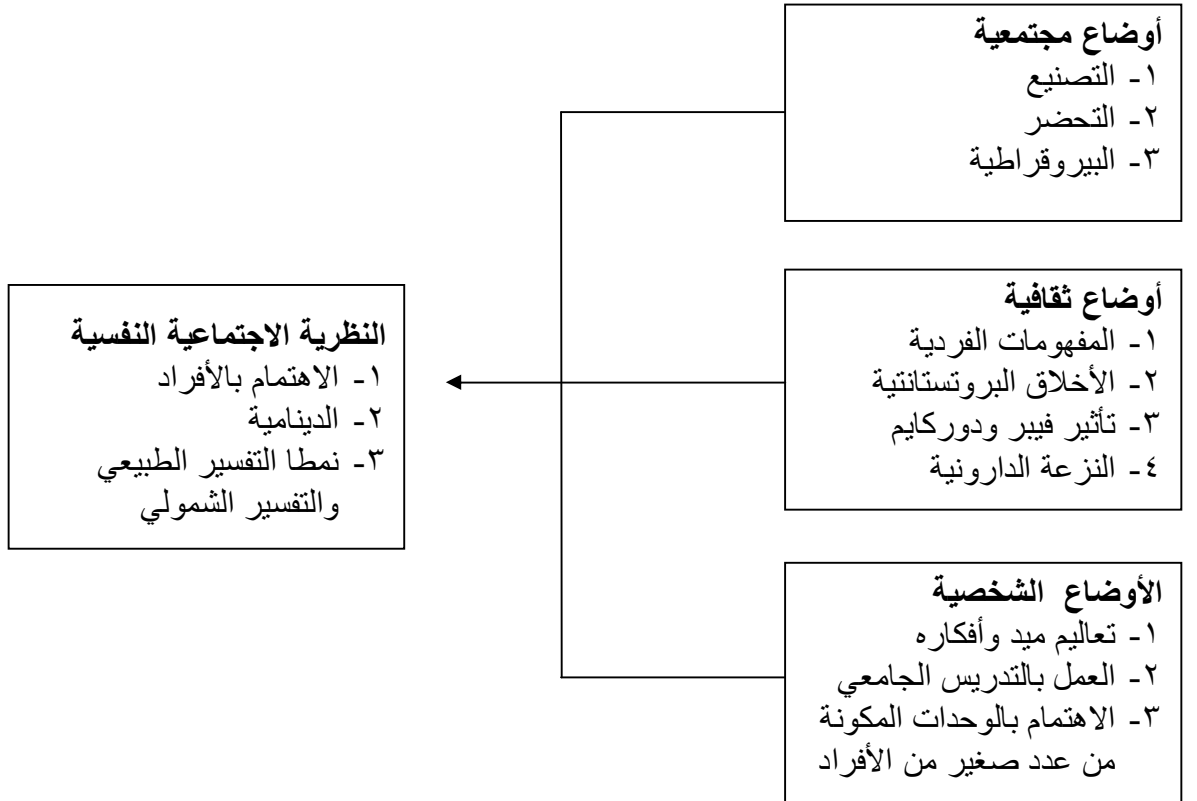 أوضاع مجتمعية
١- التصنيع
٢- التحضر
٣- البيروقراطية
أوضاع ثقافية
١- المفهومات الفردية
٢- الأخلاق البروتستانتية
٣- تأثير فيبر ودوركايم
٤- النزعة الدارونية
الأوضاع الشخصية
١- تعاليم ميد وأفكاره
٢- العمل بالتدريس الجامعي
٣- الاهتمام بالوحدات المكونة
من عدد صغير من الأفراد
النظرية الاجتماعية النفسية
١- الاهتمام بالأفراد
٢- الدينامية
٣- نمطا التفسير الطبيعي
والتفسير الشمولي